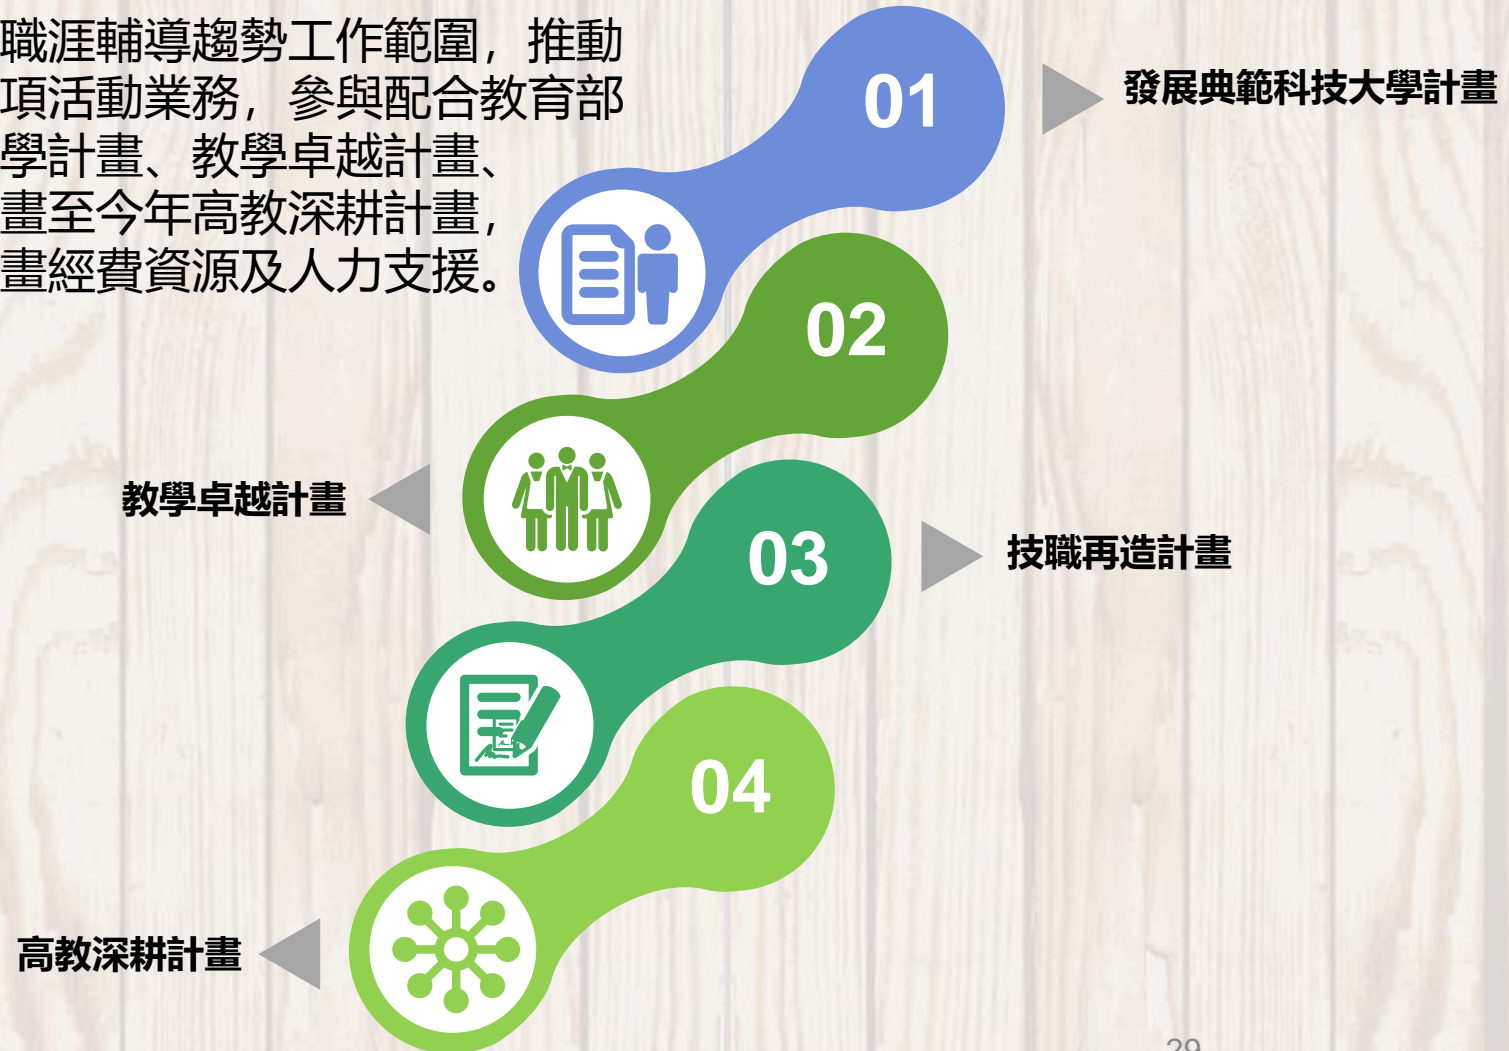 職涯輔導趨勢工作範圍，推動
項活動業務，參與配合教育部
學計畫、教學卓越計畫、
畫至今年高教深耕計畫，
畫經費資源及人力支援。
01
發展典範科技大學計畫
02
教學卓越計畫
03
技職再造計畫
04
高教深耕計畫
29